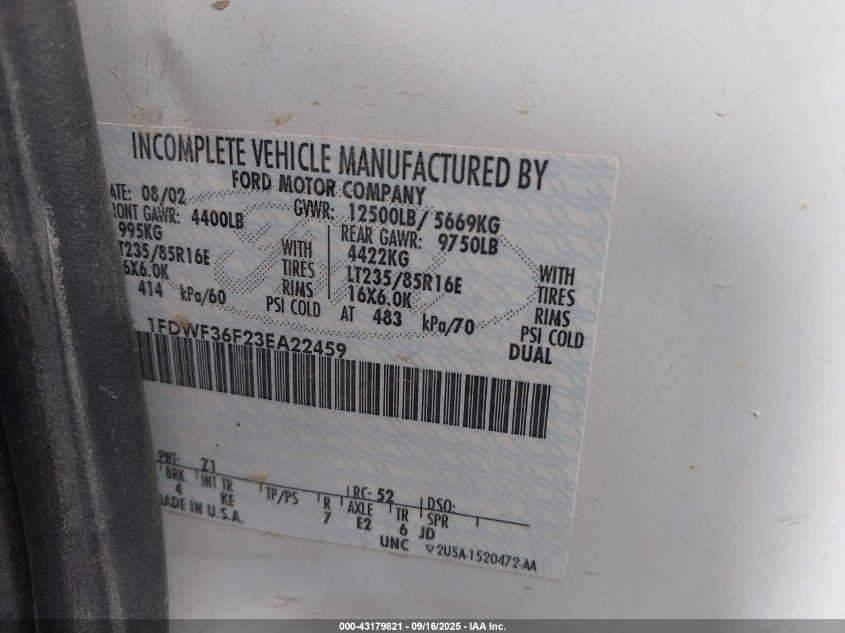 INCOMPLETE VEHICLE MANUFACTURED BY
FORD MOTOR COMPANY
ATE: 08/02 GVWR: 12500LB/ 5669KG
RONT GAWR: 4400LB REAR GAWR: 9750LB
995KG WITH 4422KG WITH
T235/85R16E TIRES LT235/85R16E TIRES
6X6.0K RIMS 16X6.0K RIMS
414 kPa/60 PSI COLD AT 483 kPa/70 PSI COLD
1FDWF36F23EA22459 DUAL
PNT: Z1 RC: 52 DSO:
BRK INT TR TP/PS R AXLE TR SPR
4 KE 7 E2 6 JD
ADE IN U.S.A. UNC ▽2U5A-1520472-AA
000-43179821 - 09/16/2025 - IAA Inc.